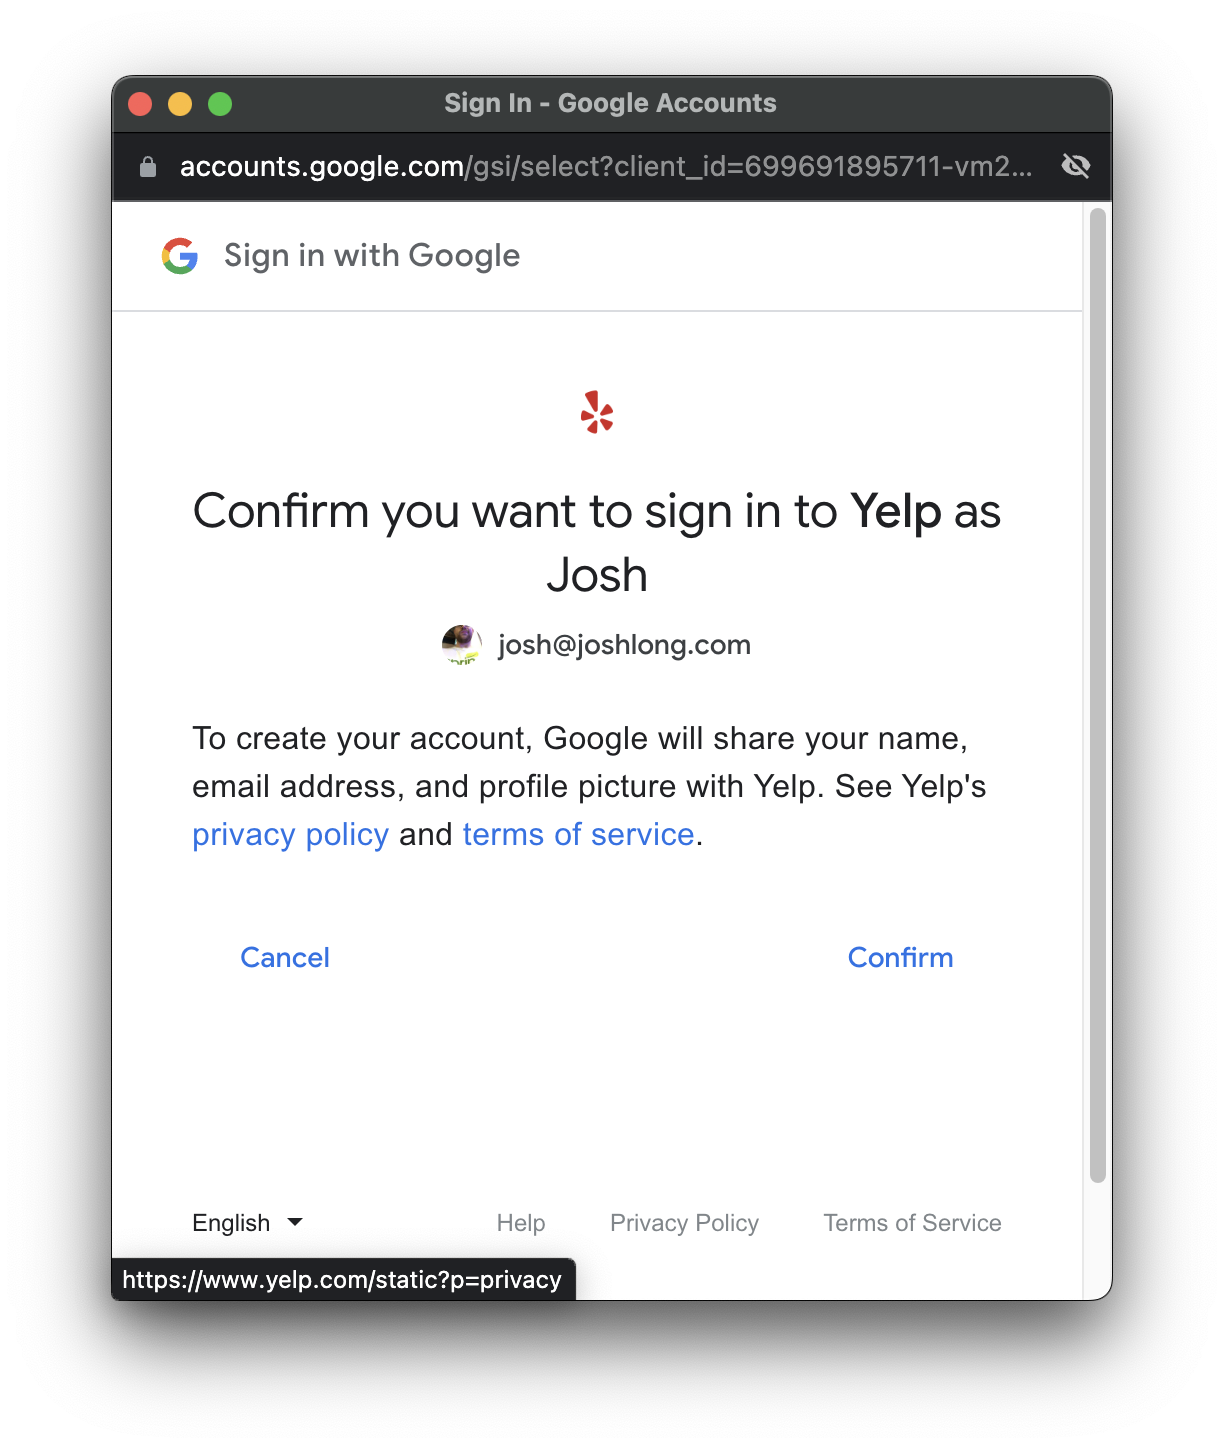 Sign In - Google Accounts
accounts.google.com/gsi/select?client_id=699691895711-vm2...
Sign in with Google
Confirm you want to sign in to Yelp as
Josh
josh@joshlong.com
To create your account, Google will share your name,
email address, and profile picture with Yelp. See Yelp's
privacy policy and terms of service.
Cancel Confirm
English Help Privacy Policy Terms of Service
https://www.yelp.com/static?p=privacy